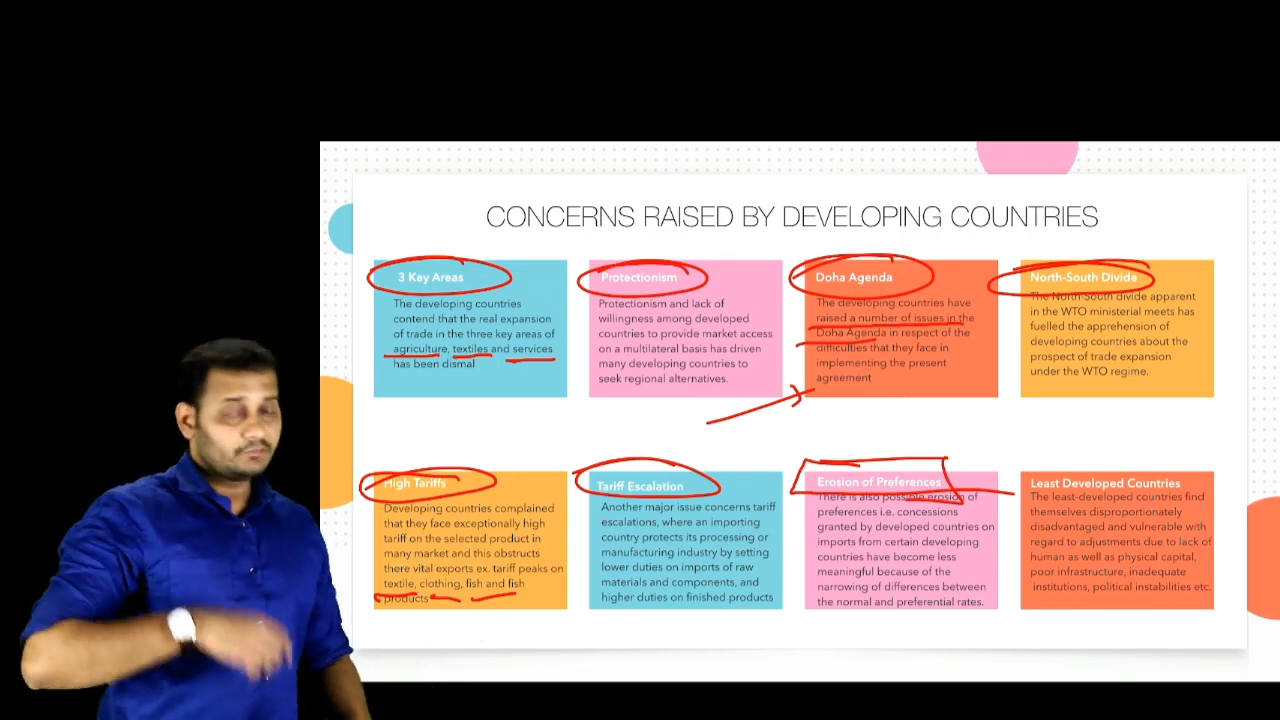 CONCERNS RAISED BY DEVELOPING COUNTRIES
3 Key Areas
The developing countries
contend that the real expansion
of trade in the three key areas of
agriculture, textiles and services
has been dismal
Protectionism
Protectionism and lack of
willingness among developed
countries to provide market access
on a multilateral basis has driven
many developing countries to
seek regional alternatives.
Doha Agenda
The developing countries have
raised a number of issues in the
Doha Agenda in respect of the
difficulties that they face in
implementing the present
agreement
North-South Divide
The North-South divide apparent
in the WTO ministerial meets has
fuelled the apprehension of
developing countries about the
prospect of trade expansion
under the WTO regime.
High Tariffs
Developing countries complained
that they face exceptionally high
tariff on the selected product in
many market and this obstructs
there vital exports ex. tariff peaks on
textile, clothing, fish and fish
products
Tariff Escalation
Another major issue concerns tariff
escalations, where an importing
country protects its processing or
manufacturing industry by setting
lower duties on imports of raw
materials and components, and
higher duties on finished products
Erosion of Preferences
There is also possible erosion of
preferences i.e. concessions
granted by developed countries on
imports from certain developing
countries have become less
meaningful because of the
narrowing of differences between
the normal and preferential rates.
Least Developed Countries
The least-developed countries find
themselves disproportionately
disadvantaged and vulnerable with
regard to adjustments due to lack of
human as well as physical capital,
poor infrastructure, inadequate
institutions, political instabilities etc.